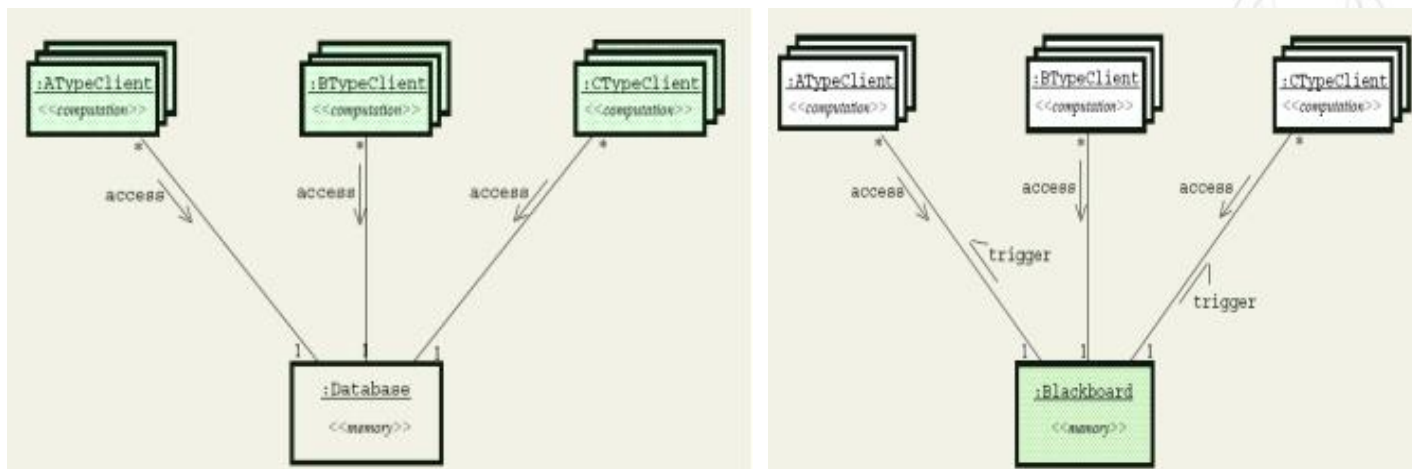 :ATypeClient
<<computation>>
:BTypeClient
<<computation>>
:CTypeClient
<<computation>>
*
*
*
access
access
access
1
1
1
:Database
<<memory>>
:ATypeClient
<<computation>>
:BTypeClient
<<computation>>
:CTypeClient
<<computation>>
*
*
*
access
access
access
trigger
trigger
1
1
1
:Blackboard
<<memory>>